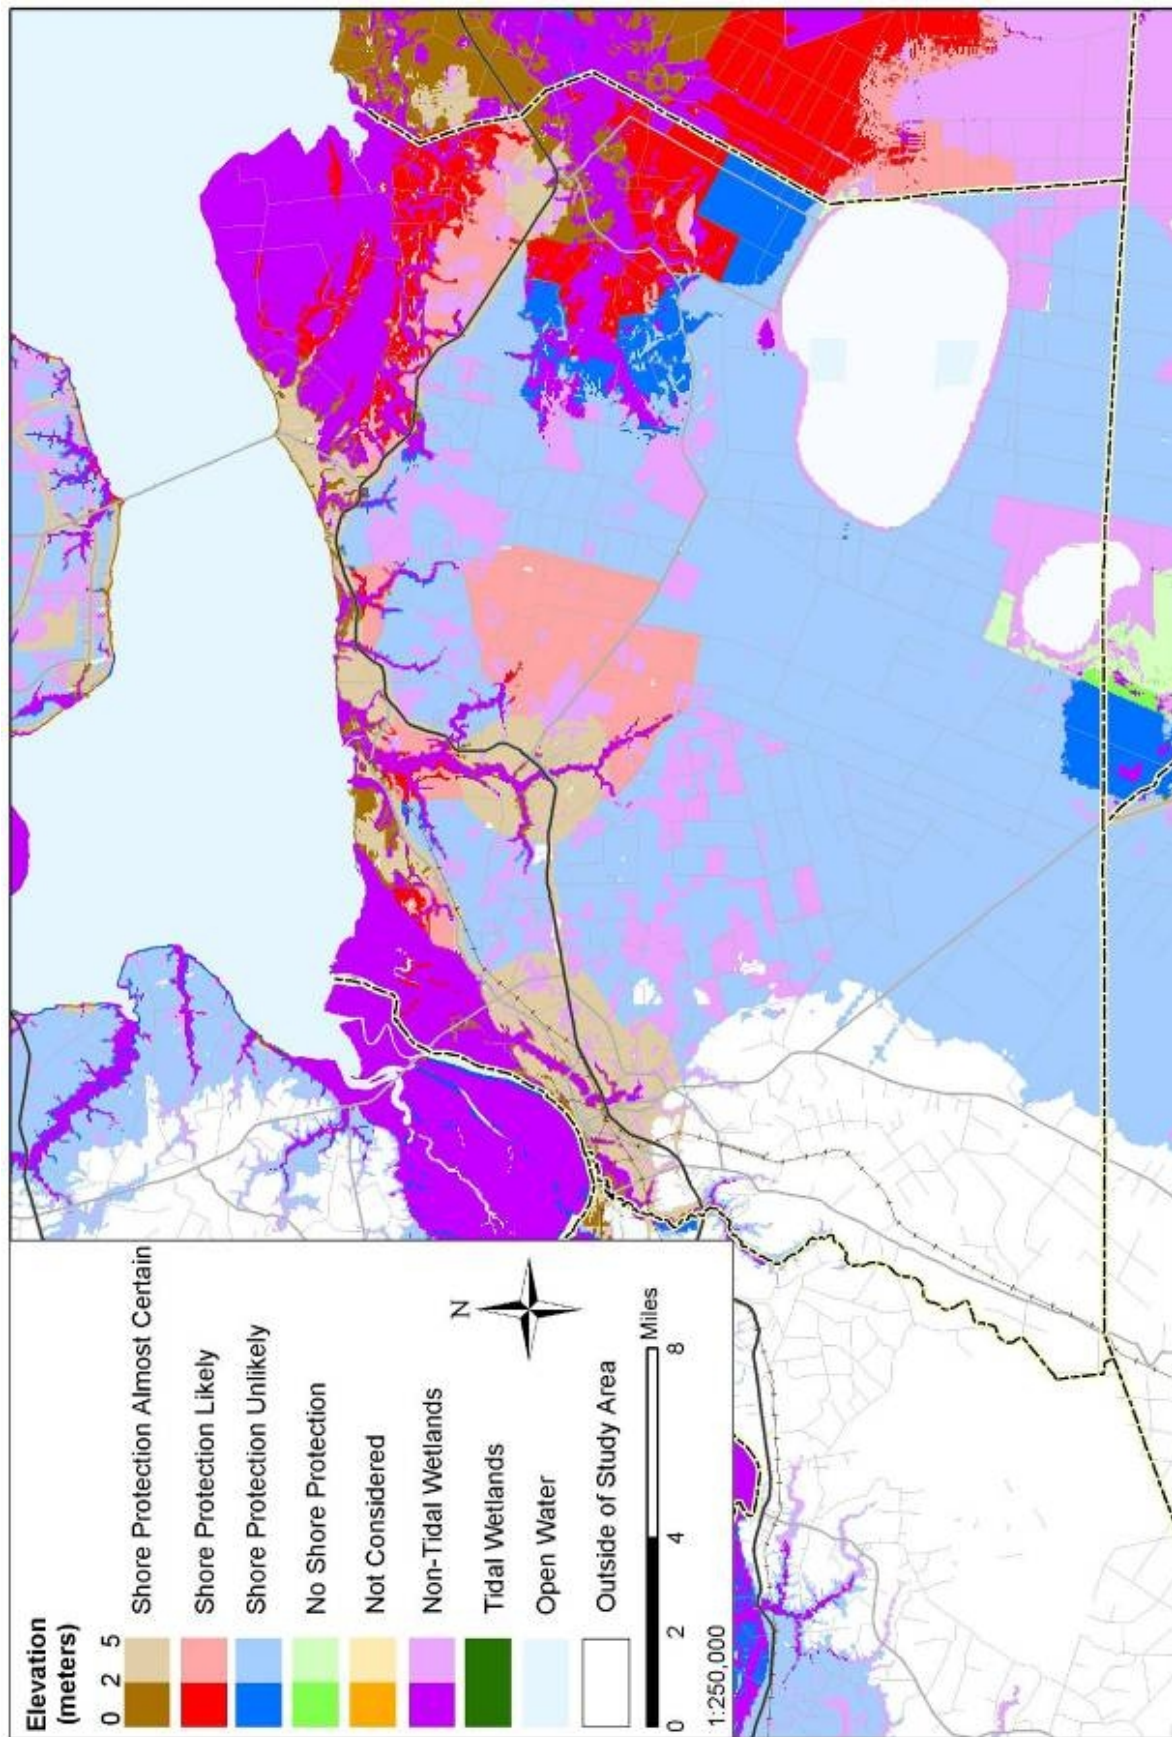 Elevation
(meters)
0 2 5
Shore Protection Almost Certain
Shore Protection Likely
Shore Protection Unlikely
No Shore Protection
Not Considered
Non-Tidal Wetlands
Tidal Wetlands
Open Water
Outside of Study Area
N
0 2 4 8
Miles
1:250,000